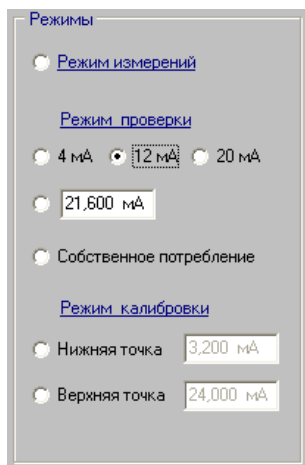 Режимы
Режим измерений
Режим проверки
4 мА 12 мА 20 мА
21,600 мА
Собственное потребление
Режим калибровки
Нижняя точка 3,200 мА
Верхняя точка 24,000 мА